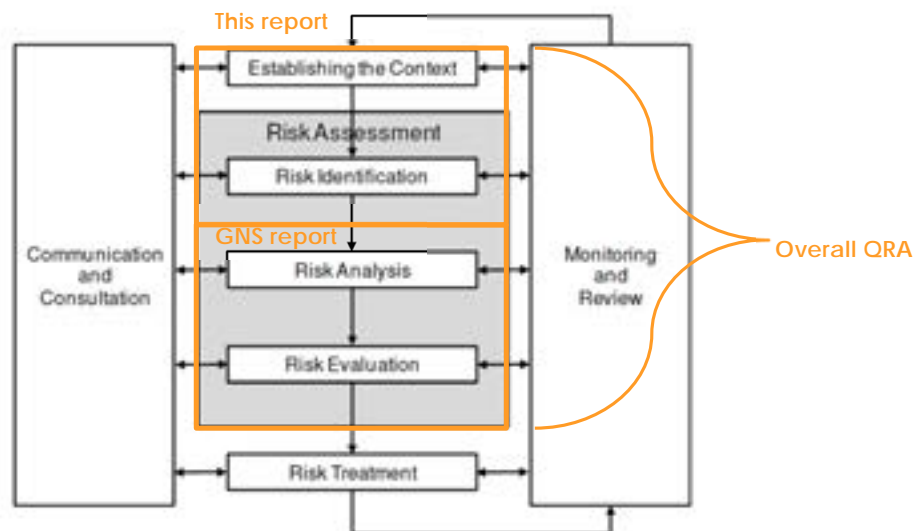 This report
Establishing the Context
Risk Assessment
Risk Identification
GNS report
Communication
and
Consultation
Risk Analysis
Monitoring
and
Review
Overall QRA
Risk Evaluation
Risk Treatment